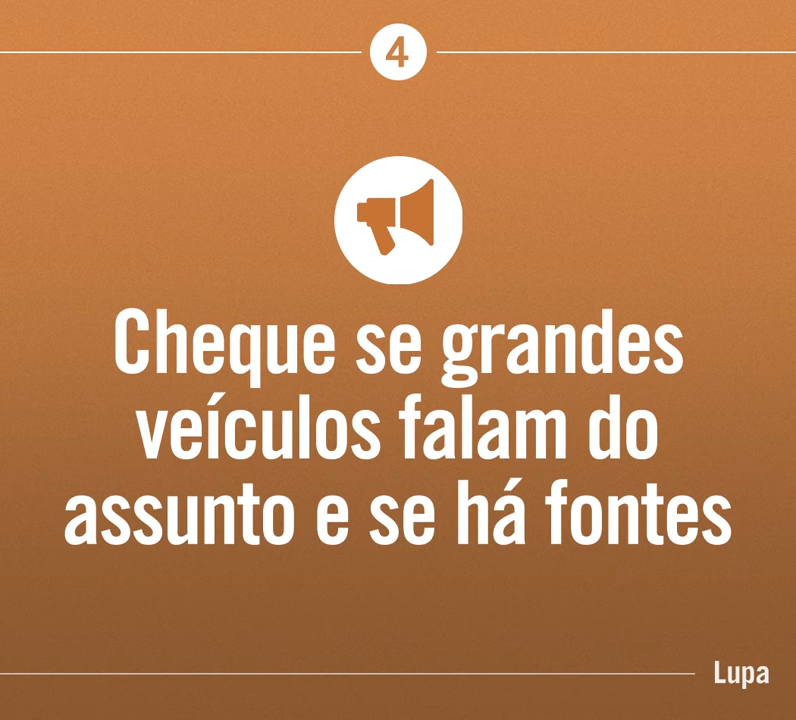 4
Cheque se grandes
veículos falam do
assunto e se há fontes
Lupa